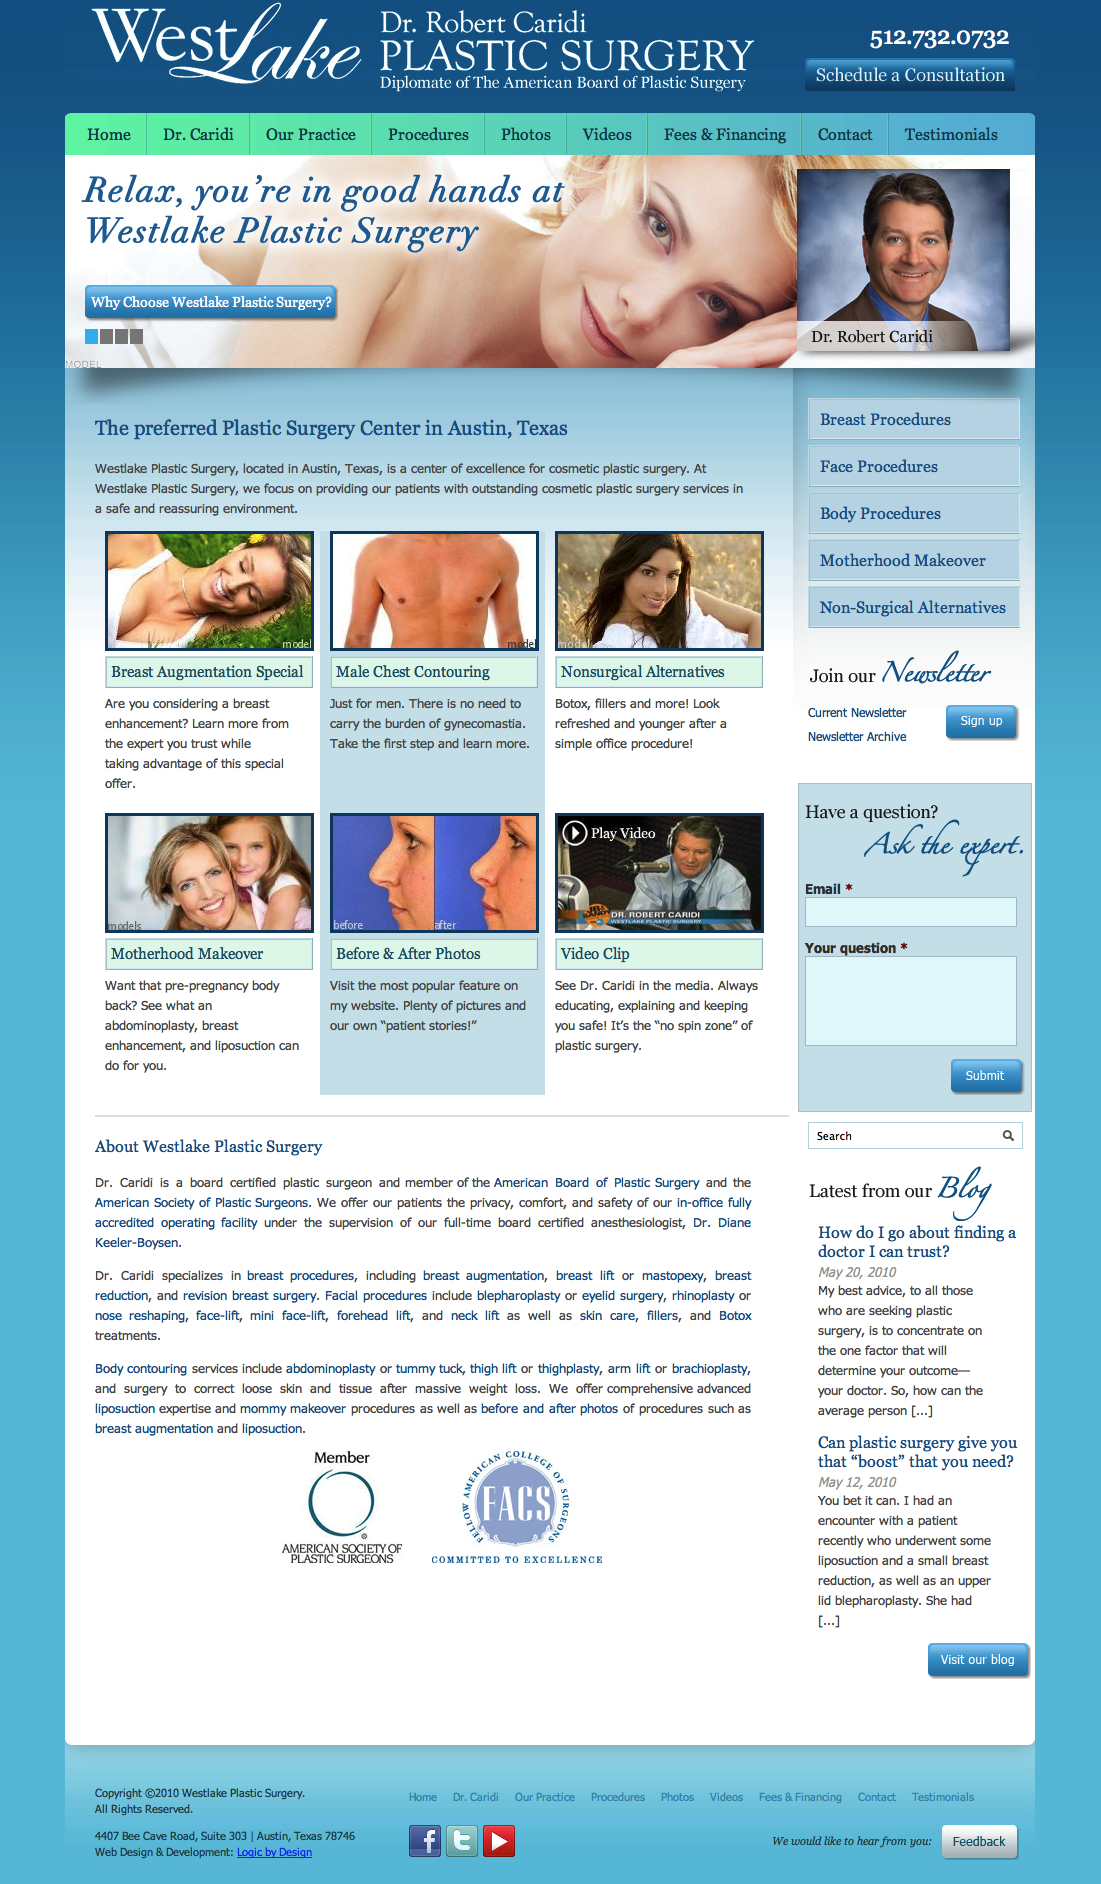 WestLake
Dr. Robert Caridi
PLASTIC SURGERY
Diplomate of The American Board of Plastic Surgery
512.732.0732
Schedule a Consultation
Home Dr. Caridi Our Practice Procedures Photos Videos Fees & Financing Contact Testimonials
Relax, you're in good hands at
Westlake Plastic Surgery
Why Choose Westlake Plastic Surgery?
MODEL
Dr. Robert Caridi
The preferred Plastic Surgery Center in Austin, Texas
Westlake Plastic Surgery, located in Austin, Texas, is a center of excellence for cosmetic plastic surgery. At
Westlake Plastic Surgery, we focus on providing our patients with outstanding cosmetic plastic surgery services in
a safe and reassuring environment.
model
Breast Augmentation Special
Are you considering a breast
enhancement? Learn more from
the expert you trust while
taking advantage of this special
offer.
model
Male Chest Contouring
Just for men. There is no need to
carry the burden of gynecomastia.
Take the first step and learn more.
model
Nonsurgical Alternatives
Botox, fillers and more! Look
refreshed and younger after a
simple office procedure!
models
Motherhood Makeover
Want that pre-pregnancy body
back? See what an
abdominoplasty, breast
enhancement, and liposuction can
do for you.
before after
Before & After Photos
Visit the most popular feature on
my website. Plenty of pictures and
our own “patient stories!”
Play Video
DR. ROBERT CARIDI
WESTLAKE PLASTIC SURGERY
Video Clip
See Dr. Caridi in the media. Always
educating, explaining and keeping
you safe! It’s the “no spin zone” of
plastic surgery.
About Westlake Plastic Surgery
Dr. Caridi is a board certified plastic surgeon and member of the American Board of Plastic Surgery and the
American Society of Plastic Surgeons. We offer our patients the privacy, comfort, and safety of our in-office fully
accredited operating facility under the supervision of our full-time board certified anesthesiologist, Dr. Diane
Keeler-Boysen.
Dr. Caridi specializes in breast procedures, including breast augmentation, breast lift or mastopexy, breast
reduction, and revision breast surgery. Facial procedures include blepharoplasty or eyelid surgery, rhinoplasty or
nose reshaping, face-lift, mini face-lift, forehead lift, and neck lift as well as skin care, fillers, and Botox
treatments.
Body contouring services include abdominoplasty or tummy tuck, thigh lift or thighplasty, arm lift or brachioplasty,
and surgery to correct loose skin and tissue after massive weight loss. We offer comprehensive advanced
liposuction expertise and mommy makeover procedures as well as before and after photos of procedures such as
breast augmentation and liposuction.
Member
AMERICAN SOCIETY OF
PLASTIC SURGEONS
FELLOW AMERICAN COLLEGE OF SURGEONS
FACS
COMMITTED TO EXCELLENCE
Breast Procedures
Face Procedures
Body Procedures
Motherhood Makeover
Non-Surgical Alternatives
Join our Newsletter
Current Newsletter
Newsletter Archive
Sign up
Have a question?
Ask the expert.
Email *
Your question *
Submit
Search
Latest from our Blog
How do I go about finding a
doctor I can trust?
May 20, 2010
My best advice, to all those
who are seeking plastic
surgery, is to concentrate on
the one factor that will
determine your outcome—
your doctor. So, how can the
average person [...]
Can plastic surgery give you
that “boost” that you need?
May 12, 2010
You bet it can. I had an
encounter with a patient
recently who underwent some
liposuction and a small breast
reduction, as well as an upper
lid blepharoplasty. She had
[...]
Visit our blog
Copyright ©2010 Westlake Plastic Surgery.
All Rights Reserved.
4407 Bee Cave Road, Suite 303 | Austin, Texas 78746
Web Design & Development: Logic by Design
Home Dr. Caridi Our Practice Procedures Photos Videos Fees & Financing Contact Testimonials
f t
We would like to hear from you:
Feedback